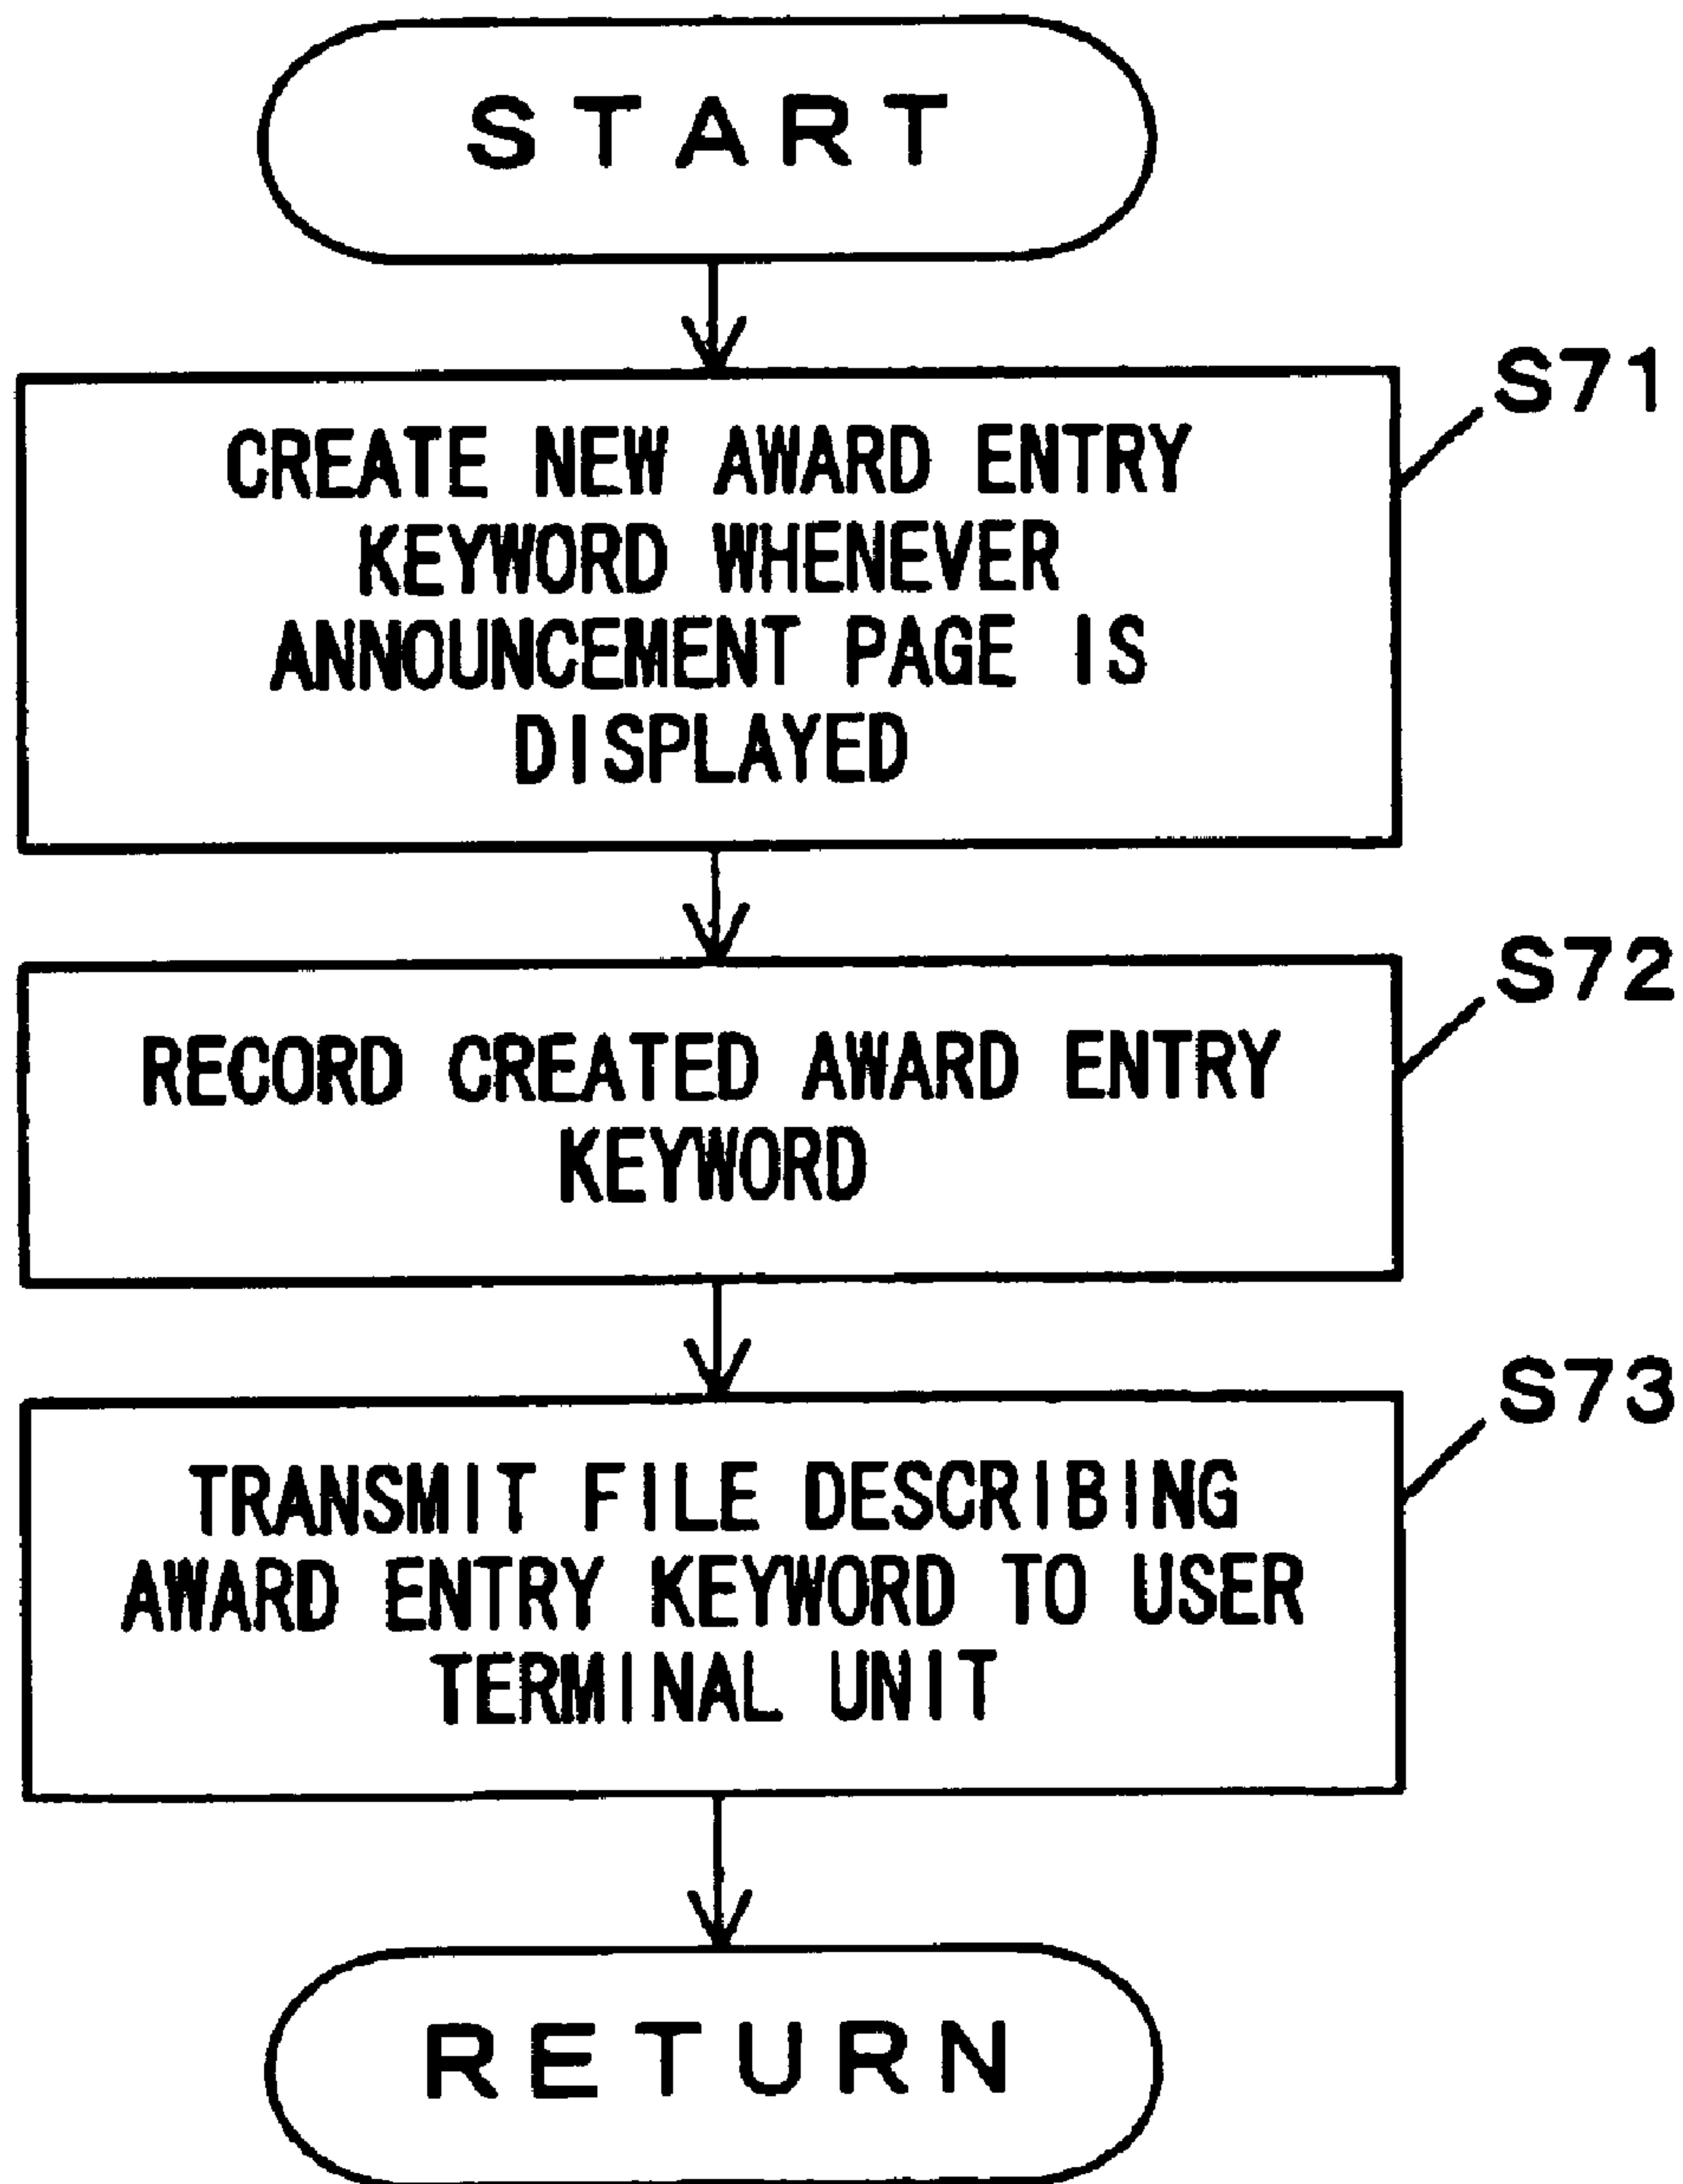 START
S71
CREATE NEW AWARD ENTRY
KEYWORD WHENEVER
ANNOUNCEMENT PAGE IS
DISPLAYED
S72
RECORD CREATED AWARD ENTRY
KEYWORD
S73
TRANSMIT FILE DESCRIBING
AWARD ENTRY KEYWORD TO USER
TERMINAL UNIT
RETURN